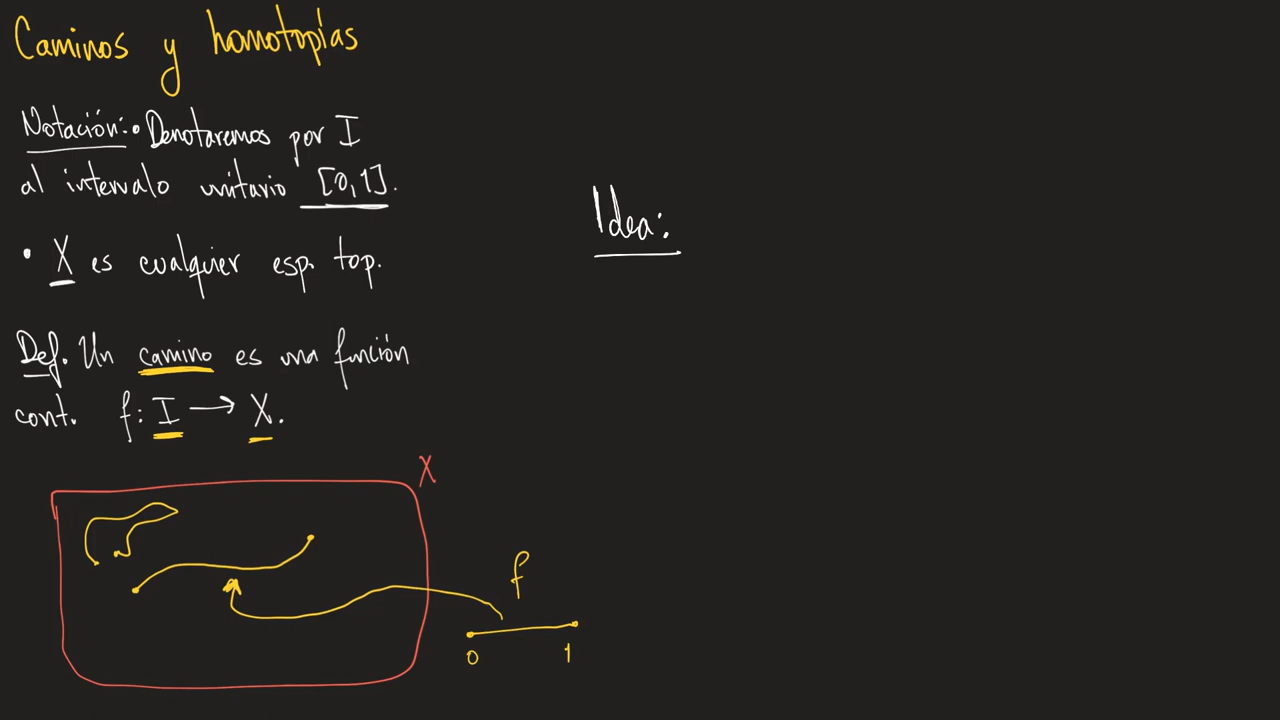 Caminos y homotopías
Notación: • Denotaremos por I
al intervalo unitario [0,1].
• X es cualquier esp. top.
Idea:
Def. Un camino es una función
cont. f: I → X.
X
f
0 1